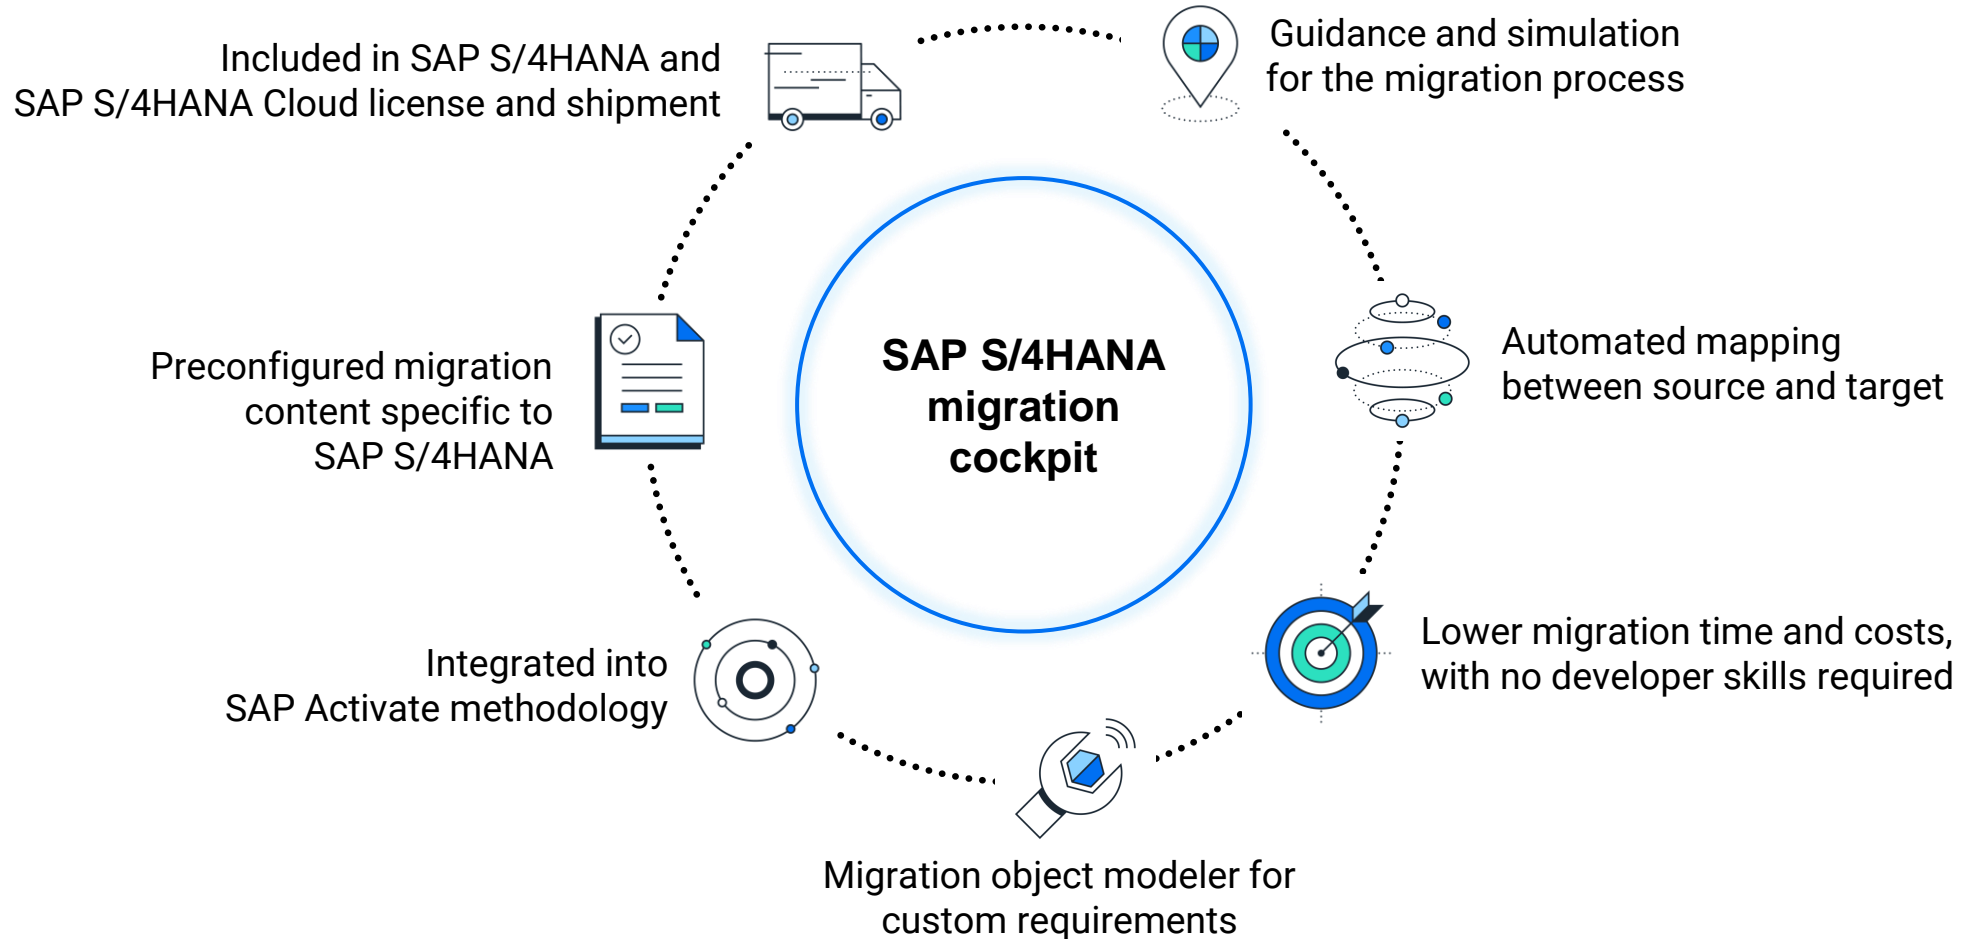 Included in SAP S/4HANA and
SAP S/4HANA Cloud license and shipment
Guidance and simulation
for the migration process
Automated mapping
between source and target
Lower migration time and costs,
with no developer skills required
Migration object modeler for
custom requirements
Integrated into
SAP Activate methodology
Preconfigured migration
content specific to
SAP S/4HANA
SAP S/4HANA
migration
cockpit